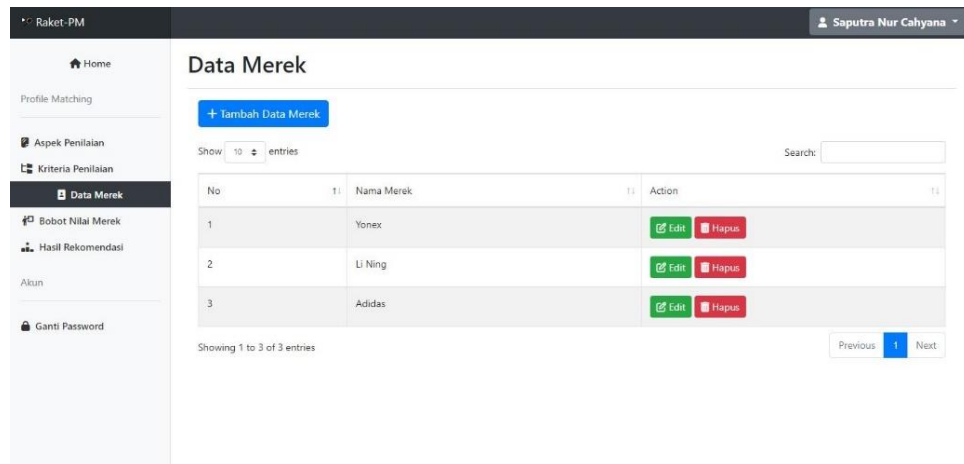 Raket-PM
Saputra Nur Cahyana
Home
Profile Matching
Aspek Penilaian
Kriteria Penilaian
Data Merek
Bobot Nilai Merek
Hasil Rekomendasi
Akun
Ganti Password
Data Merek
+ Tambah Data Merek
Show 10 entries
Search:
No Nama Merek Action
1 Yonex Edit Hapus
2 Li Ning Edit Hapus
3 Adidas Edit Hapus
Showing 1 to 3 of 3 entries
Previous 1 Next